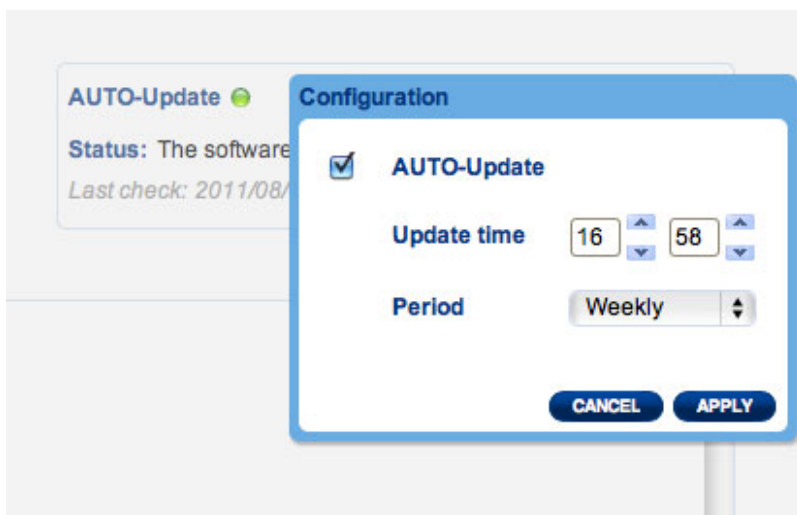 AUTO-Update
Status: The software
Last check: 2011/08/
Configuration
AUTO-Update
Update time 16 58
Period Weekly
CANCEL APPLY